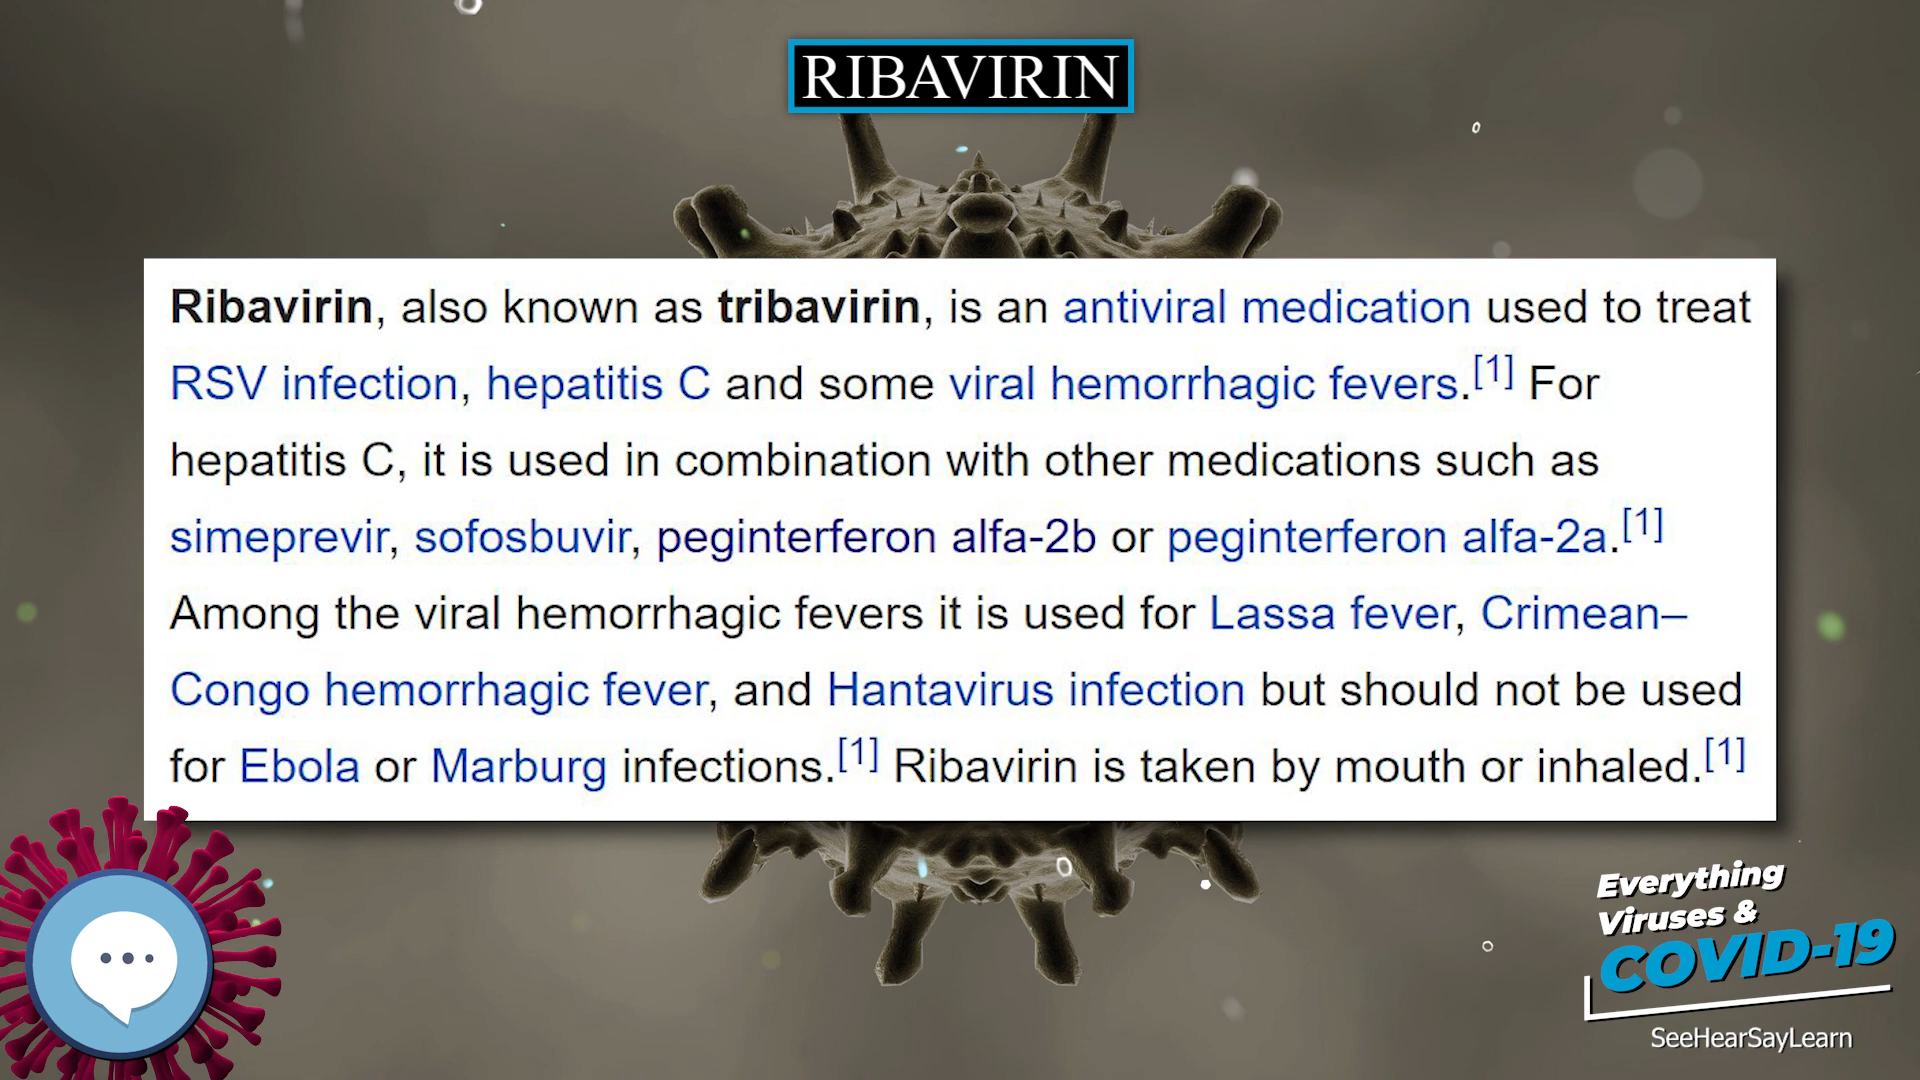 RIBAVIRIN
Ribavirin, also known as tribavirin, is an antiviral medication used to treat
RSV infection, hepatitis C and some viral hemorrhagic fevers.[1] For
hepatitis C, it is used in combination with other medications such as
simeprevir, sofosbuvir, peginterferon alfa-2b or peginterferon alfa-2a.[1]
Among the viral hemorrhagic fevers it is used for Lassa fever, Crimean–
Congo hemorrhagic fever, and Hantavirus infection but should not be used
for Ebola or Marburg infections.[1] Ribavirin is taken by mouth or inhaled.[1]
Everything
Viruses &
COVID-19
SeeHearSayLearn